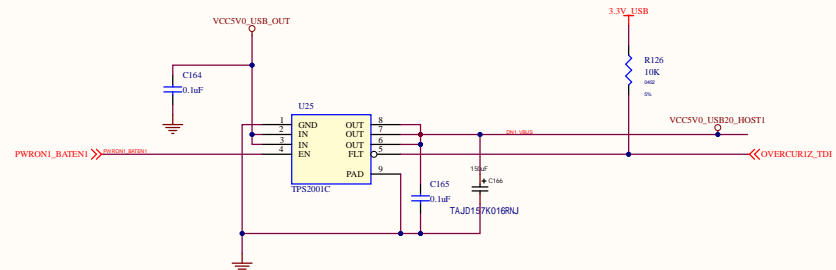 3.3V_USB
VCC5V0_USB_OUT
C164
0.1uF
R126
10K
0402
5%
U25
VCC5V0_USB20_HOST1
1 GND OUT 8
2 IN OUT 7
3 IN OUT 6
4 EN FLT 5
PAD 9
DN1_VBUS
PWRON1_BATEN1
PWRON1_BATEN1
OVERCUR1Z_TDI
TPS2001C
C165
0.1uF
150uF
+ C166
TAJD157K016RNJ